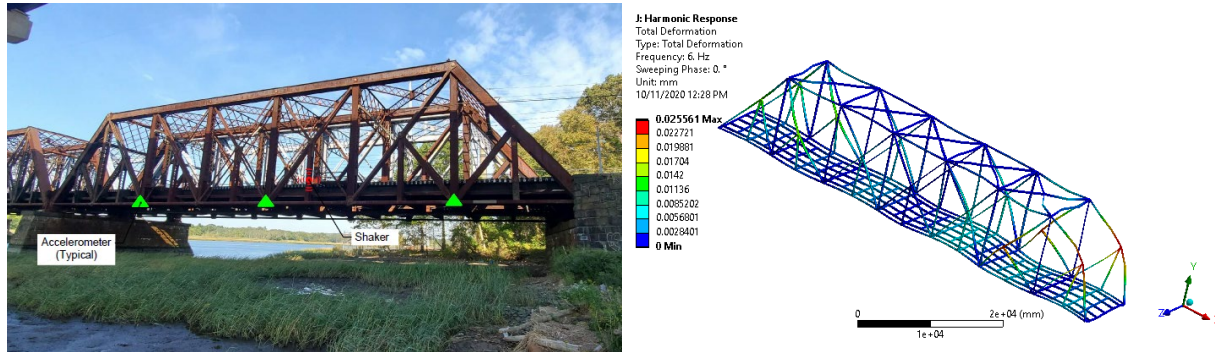 Accelerometer
(Typical)
Shaker
J: Harmonic Response
Total Deformation
Type: Total Deformation
Frequency: 6. Hz
Sweeping Phase: 0. °
Unit: mm
10/11/2020 12:28 PM
0.025561 Max
0.022721
0.019881
0.01704
0.0142
0.01136
0.0085202
0.0056801
0.0028401
0 Min
0
2e+04 (mm)
1e+04
Y
Z